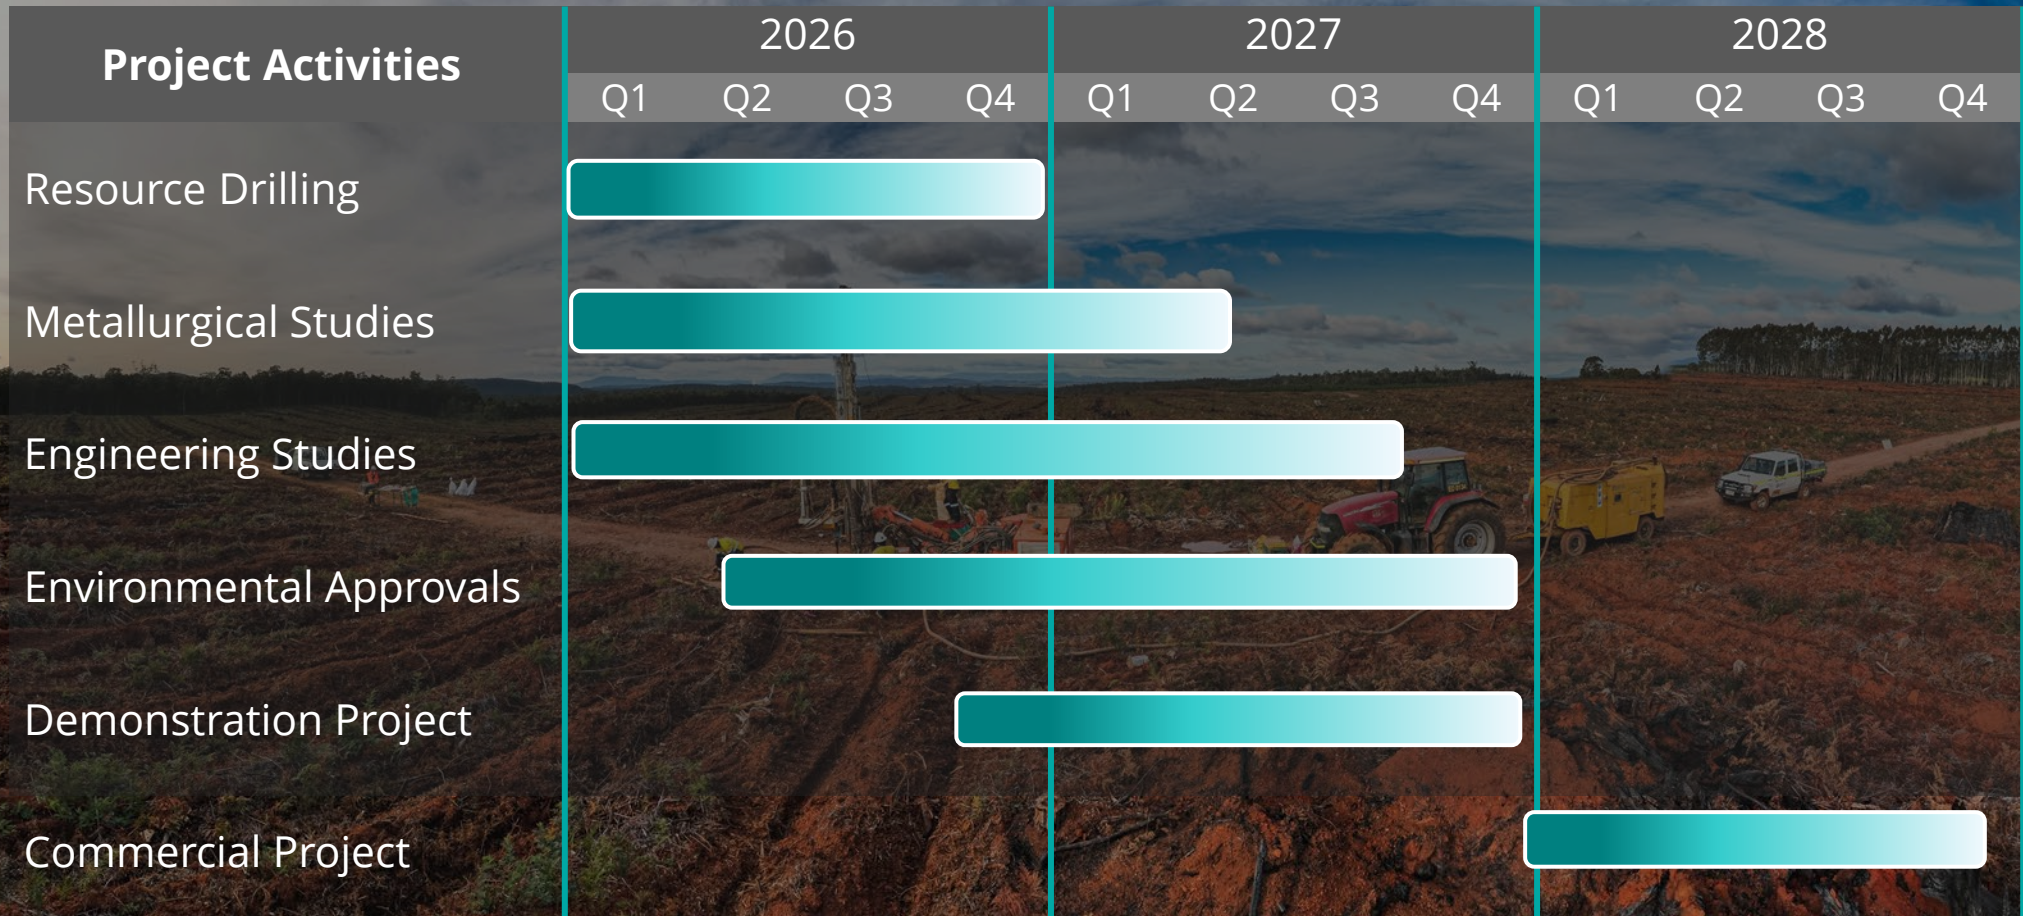 Project Activities
2026 2027 2028
Q1 Q2 Q3 Q4 Q1 Q2 Q3 Q4 Q1 Q2 Q3 Q4
Resource Drilling
Metallurgical Studies
Engineering Studies
Environmental Approvals
Demonstration Project
Commercial Project